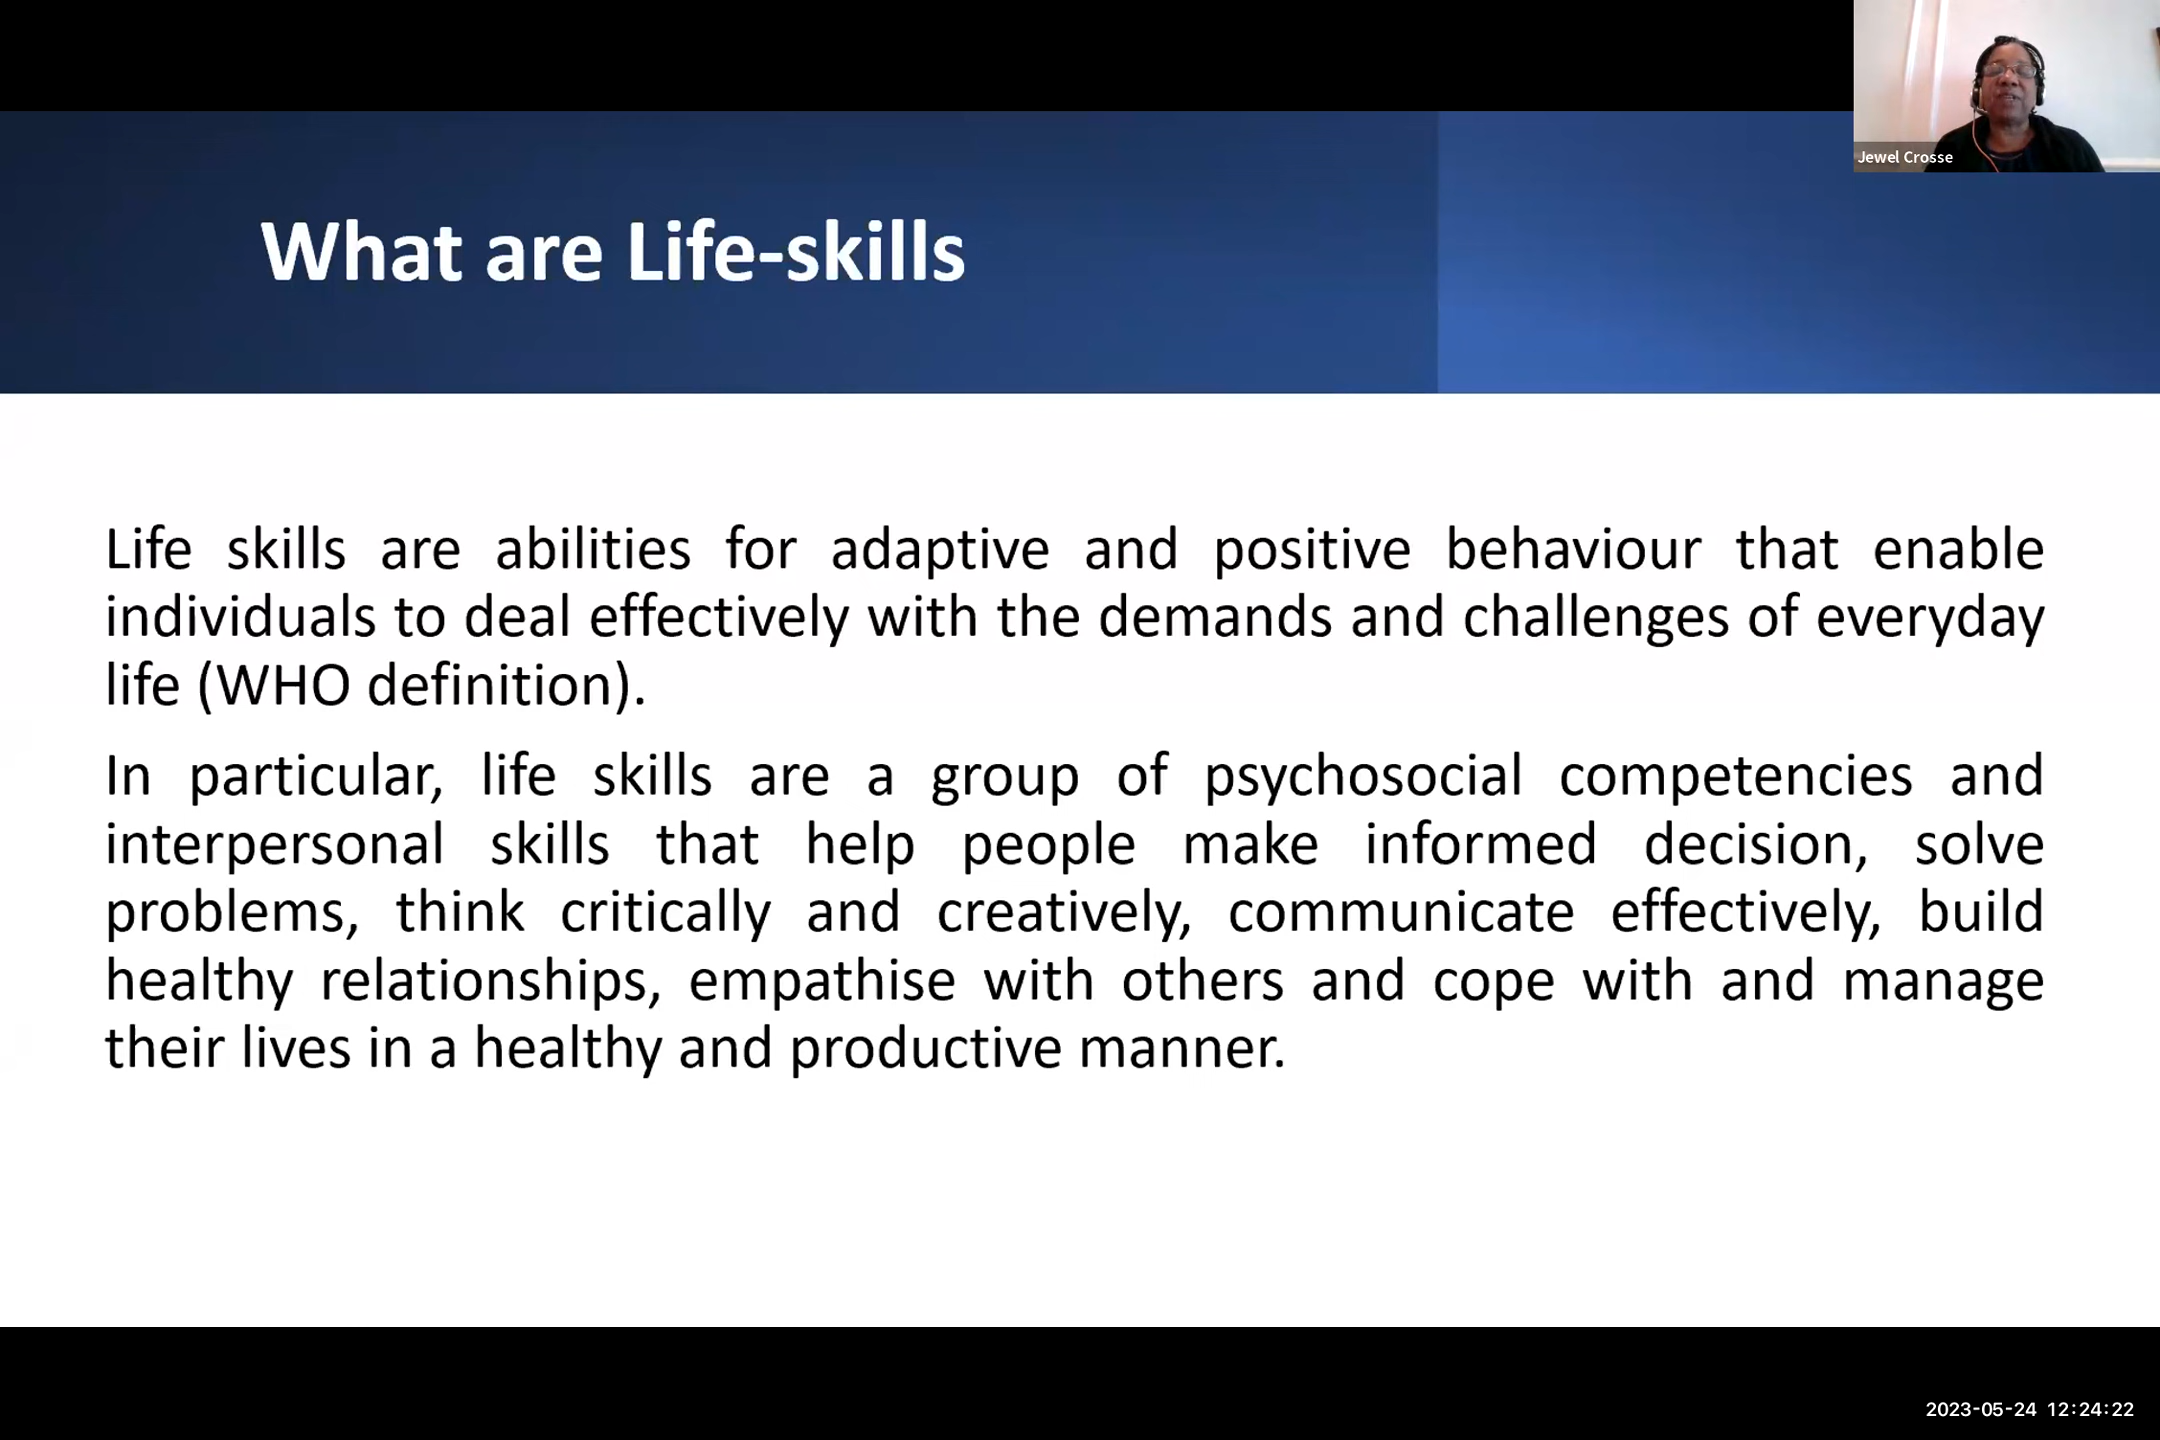 Jewel Crosse
What are Life-skills
Life skills are abilities for adaptive and positive behaviour that enable
individuals to deal effectively with the demands and challenges of everyday
life (WHO definition).
In particular, life skills are a group of psychosocial competencies and
interpersonal skills that help people make informed decision, solve
problems, think critically and creatively, communicate effectively, build
healthy relationships, empathise with others and cope with and manage
their lives in a healthy and productive manner.
2023-05-24 12:24:22